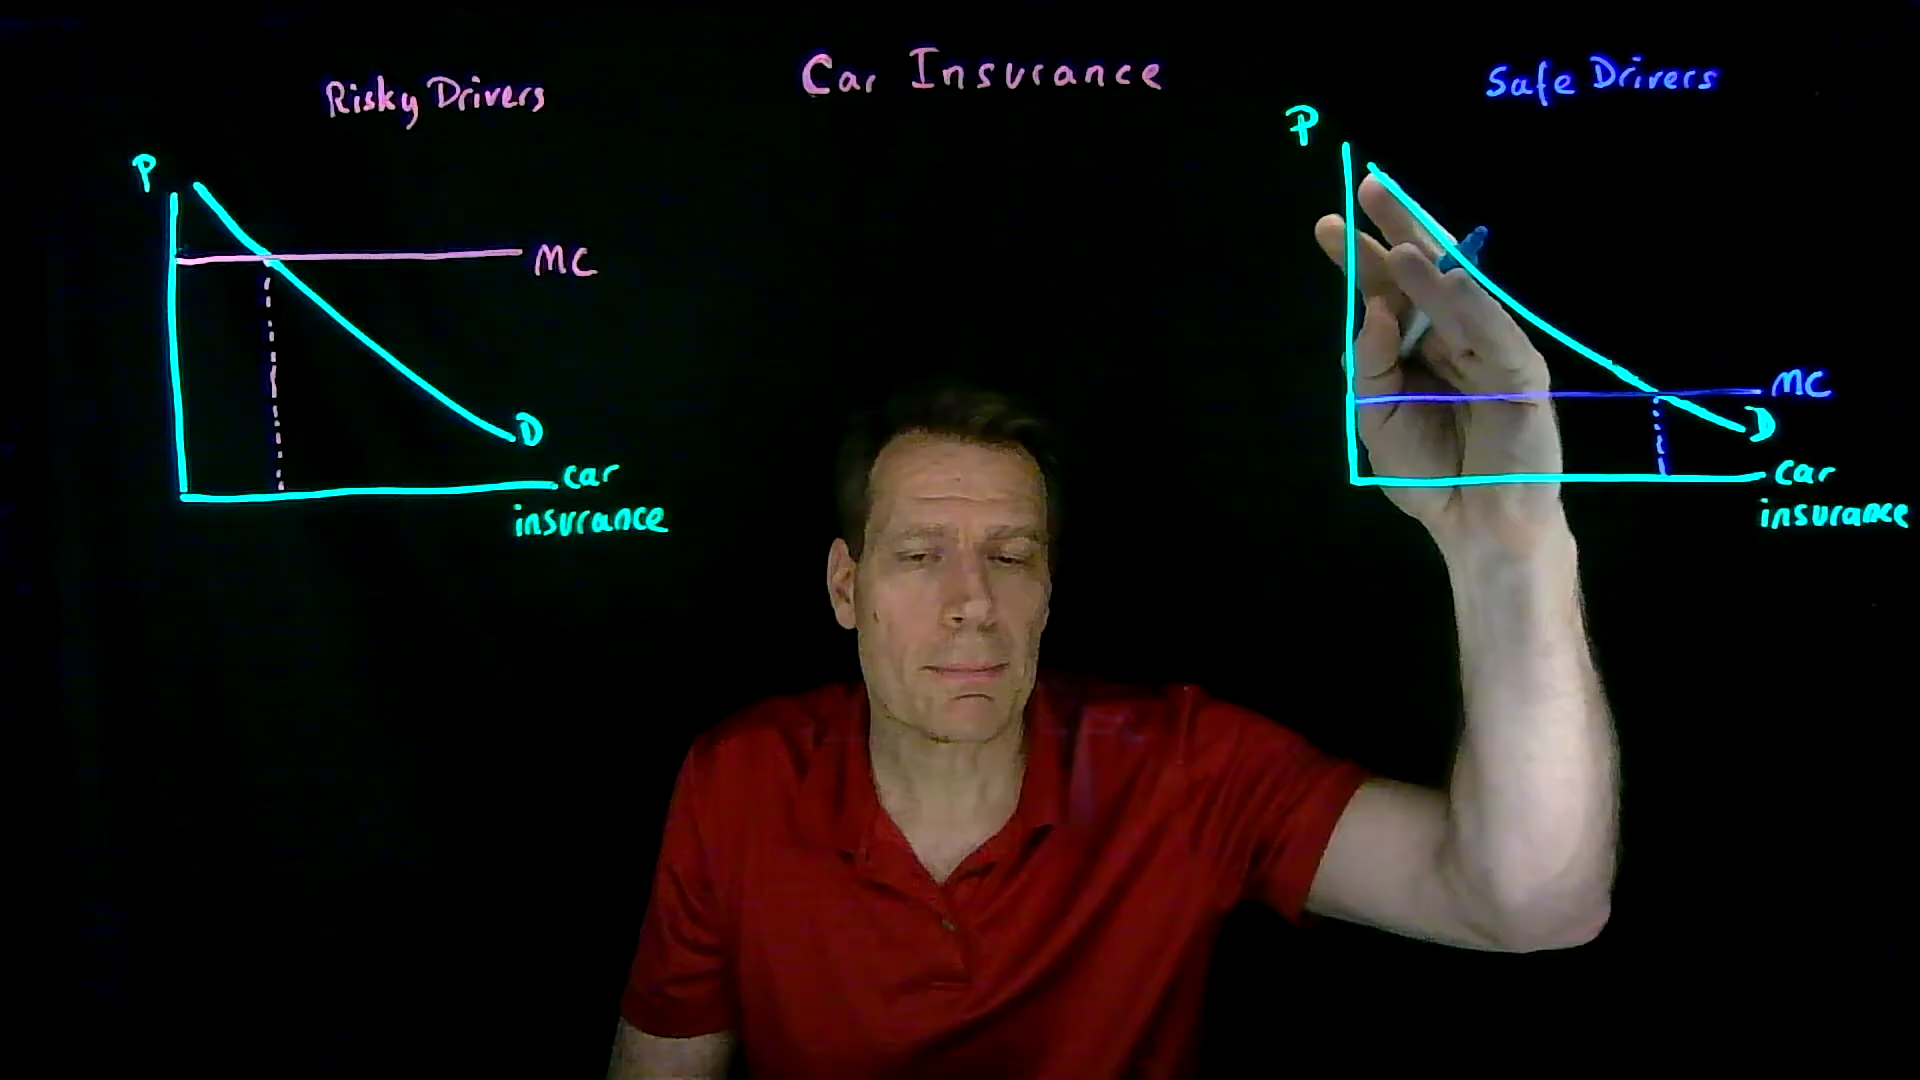 Car Insurance
Risky Drivers
P
MC
D
car
insurance
Safe Drivers
P
MC
D
car
insurance